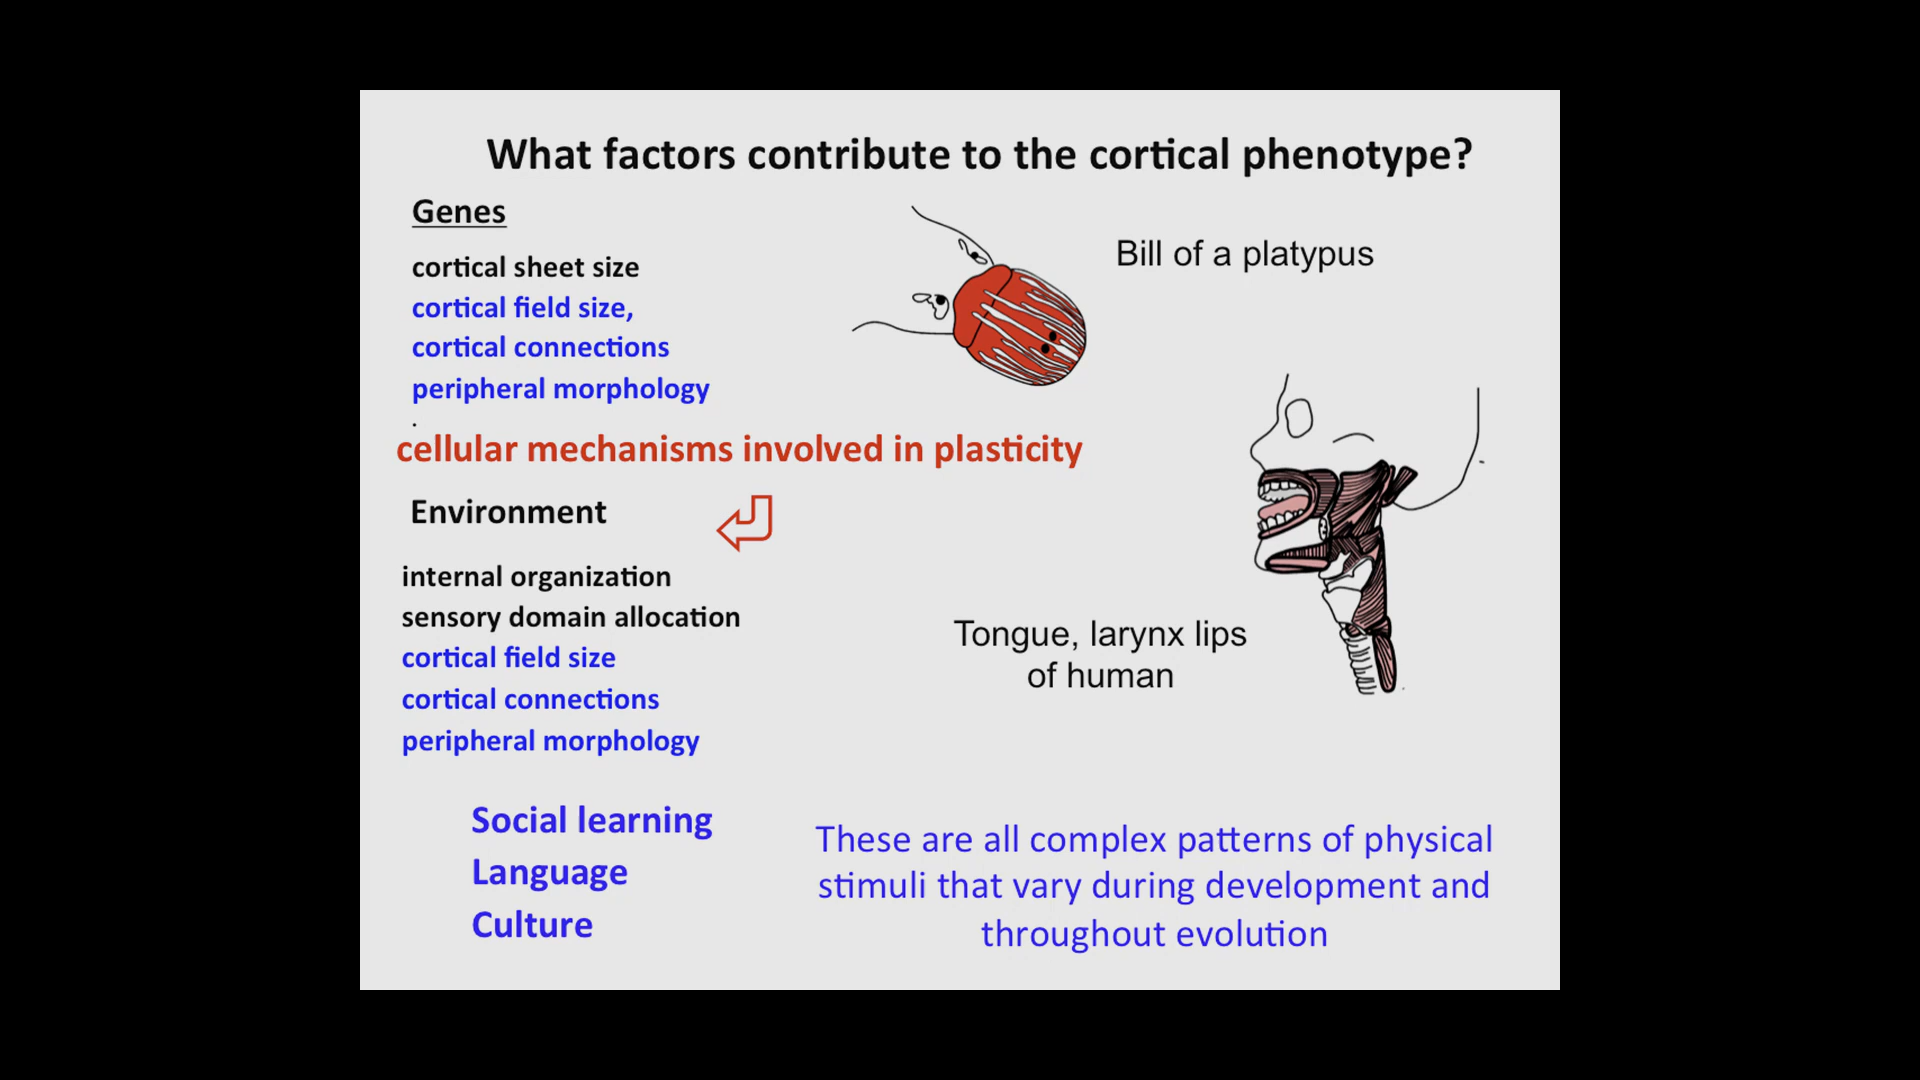 What factors contribute to the cortical phenotype?
Genes
cortical sheet size
cortical field size,
cortical connections
peripheral morphology
.
cellular mechanisms involved in plasticity
Environment
internal organization
sensory domain allocation
cortical field size
cortical connections
peripheral morphology
Social learning
Language
Culture
Bill of a platypus
Tongue, larynx lips
of human
These are all complex patterns of physical
stimuli that vary during development and
throughout evolution